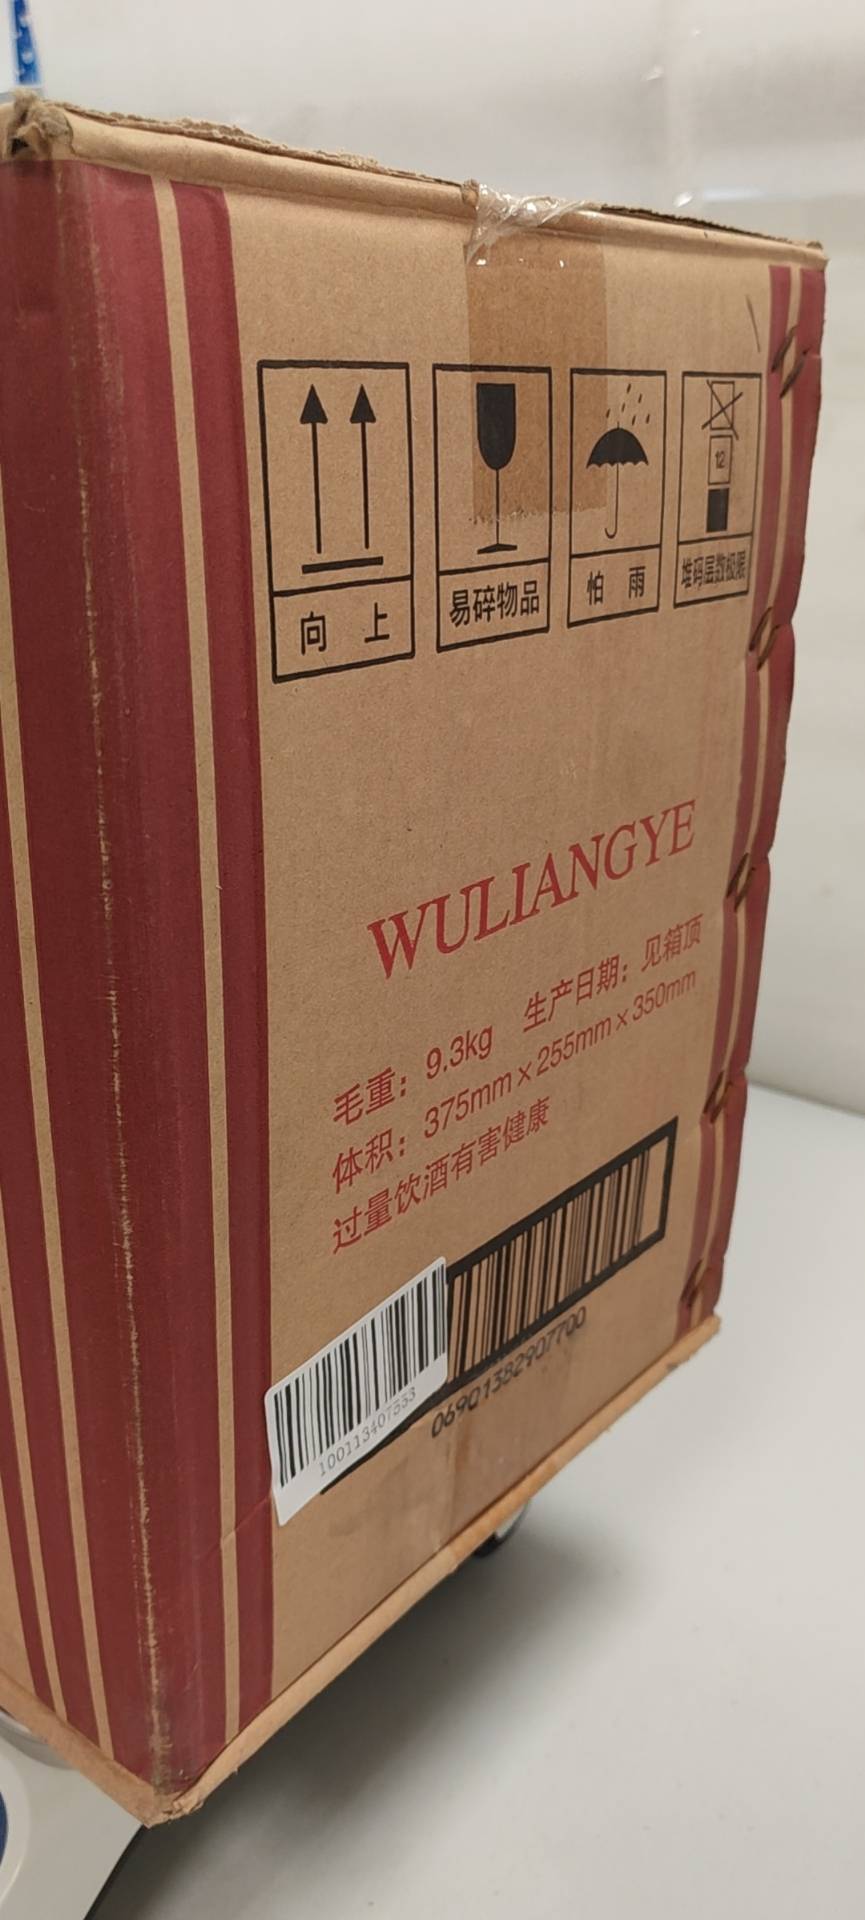 向 上
易碎物品
怕 雨
12
堆码层数极限
WULIANGYE
毛重：9.3kg 生产日期：见箱顶
体积：375mm×255mm×350mm
过量饮酒有害健康
06901382907700
100113407553